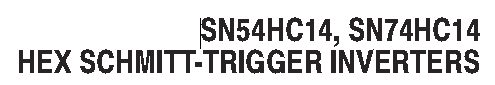 SN54HC14, SN74HC14
HEX SCHMITT-TRIGGER INVERTERS